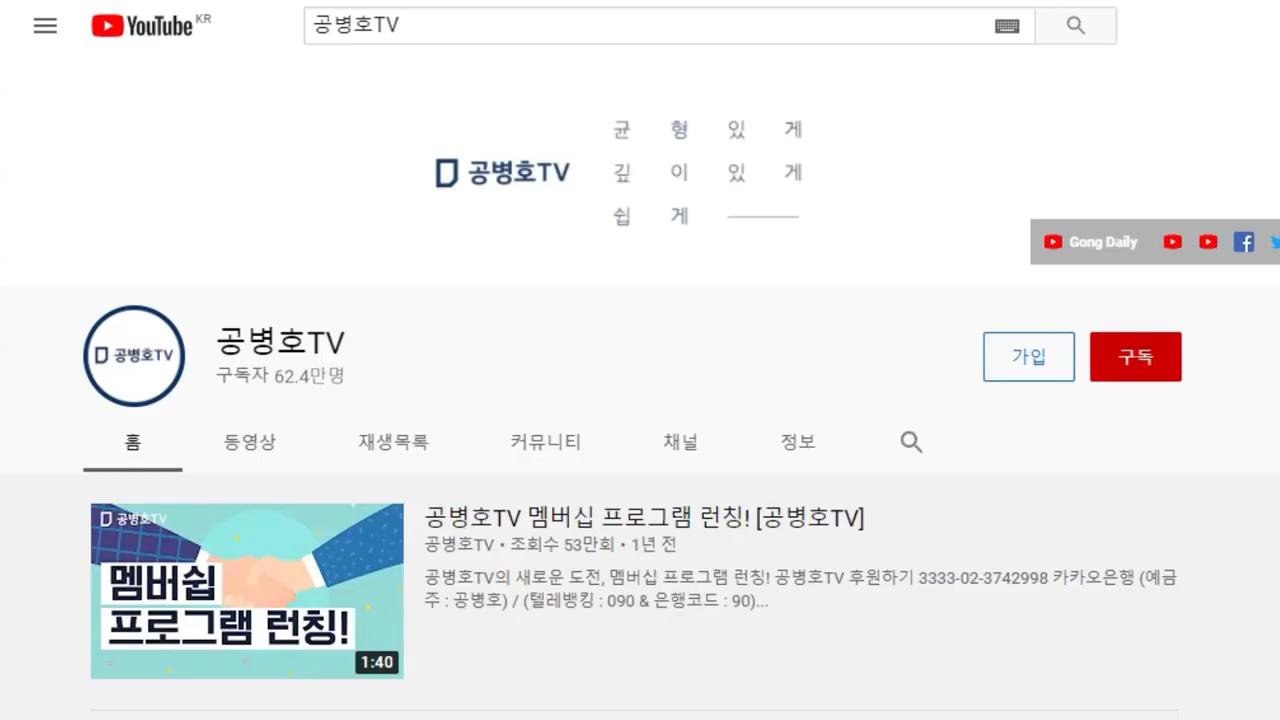 YouTube KR
공병호TV
균 형 있 게
공병호TV
깊 이 있 게
쉽 게
Gong Daily
공병호TV
공병호TV
구독자 62.4만명
가입
구독
홈
동영상
재생목록
커뮤니티
채널
정보
공병호TV
멤버쉽
프로그램 런칭!
1:40
공병호TV 멤버십 프로그램 런칭! [공병호TV]
공병호TV • 조회수 53만회 • 1년 전
공병호TV의 새로운 도전, 멤버십 프로그램 런칭! 공병호TV 후원하기 3333-02-3742998 카카오은행 (예금
주 : 공병호) / (텔레뱅킹 : 090 & 은행코드 : 90)...